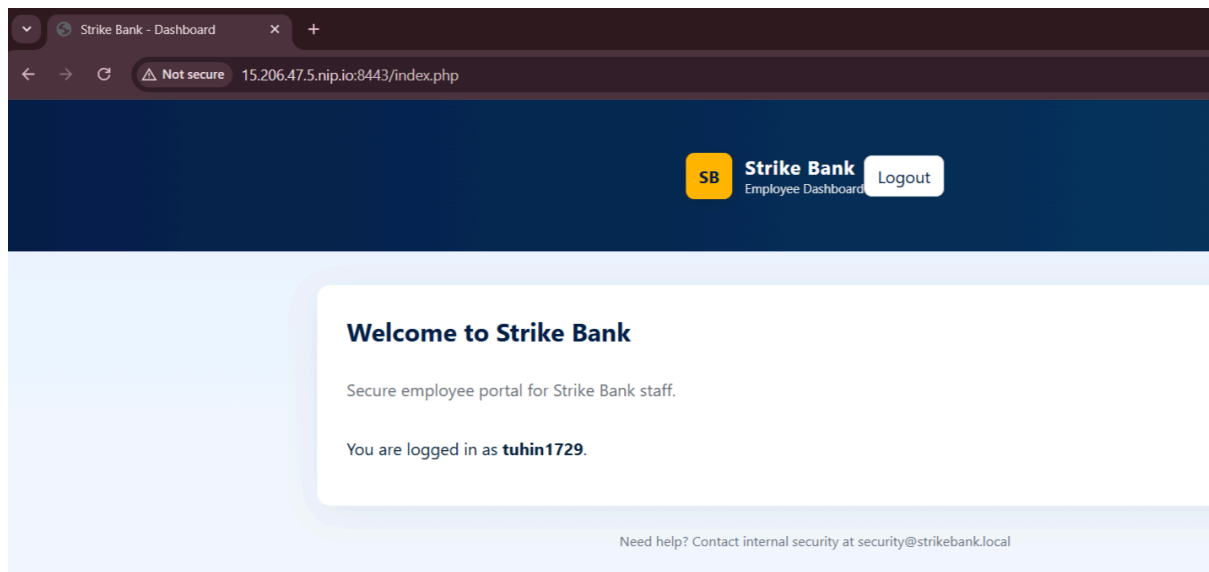 Strike Bank - Dashboard
Not secure 15.206.47.5.nip.io:8443/index.php
SB
Strike Bank
Employee Dashboard
Logout
Welcome to Strike Bank
Secure employee portal for Strike Bank staff.
You are logged in as tuhin1729.
Need help? Contact internal security at security@strikebank.local